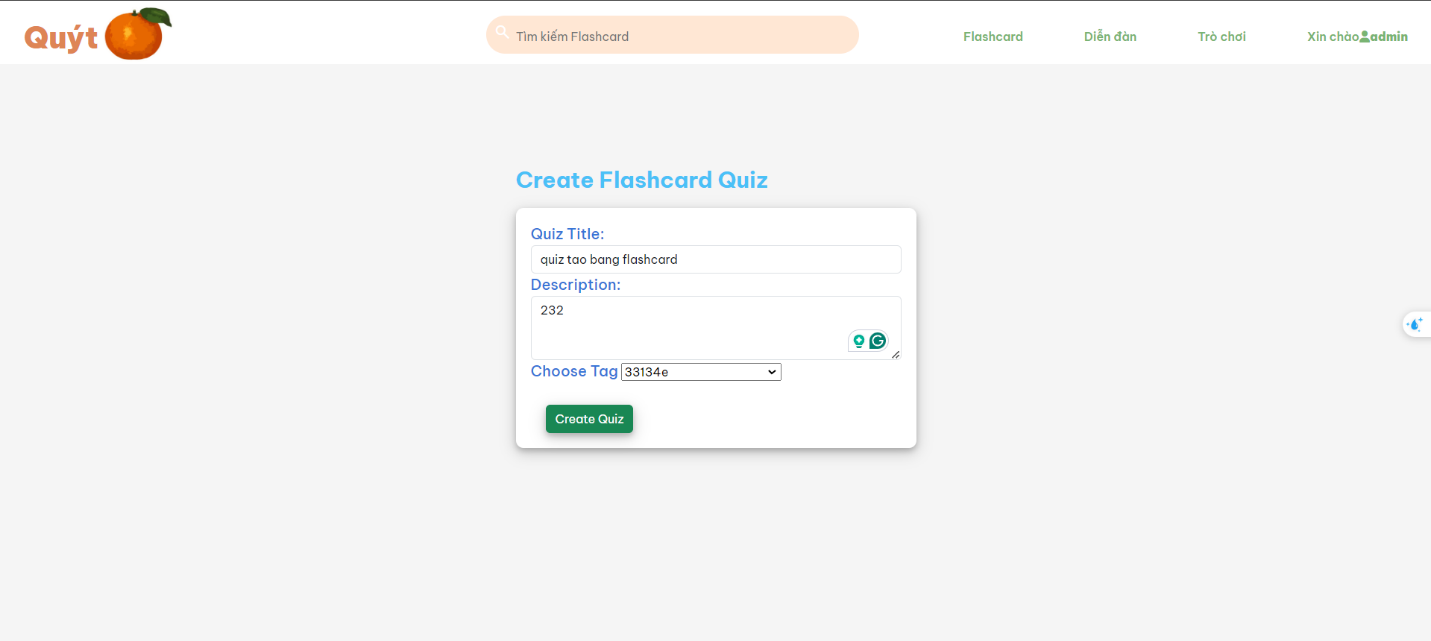 Quýt
Tìm kiếm Flashcard
Flashcard
Diễn đàn
Trò chơi
Xin chào admin
Create Flashcard Quiz
Quiz Title:
quiz tao bang flashcard
Description:
232
Choose Tag 33134e
Create Quiz